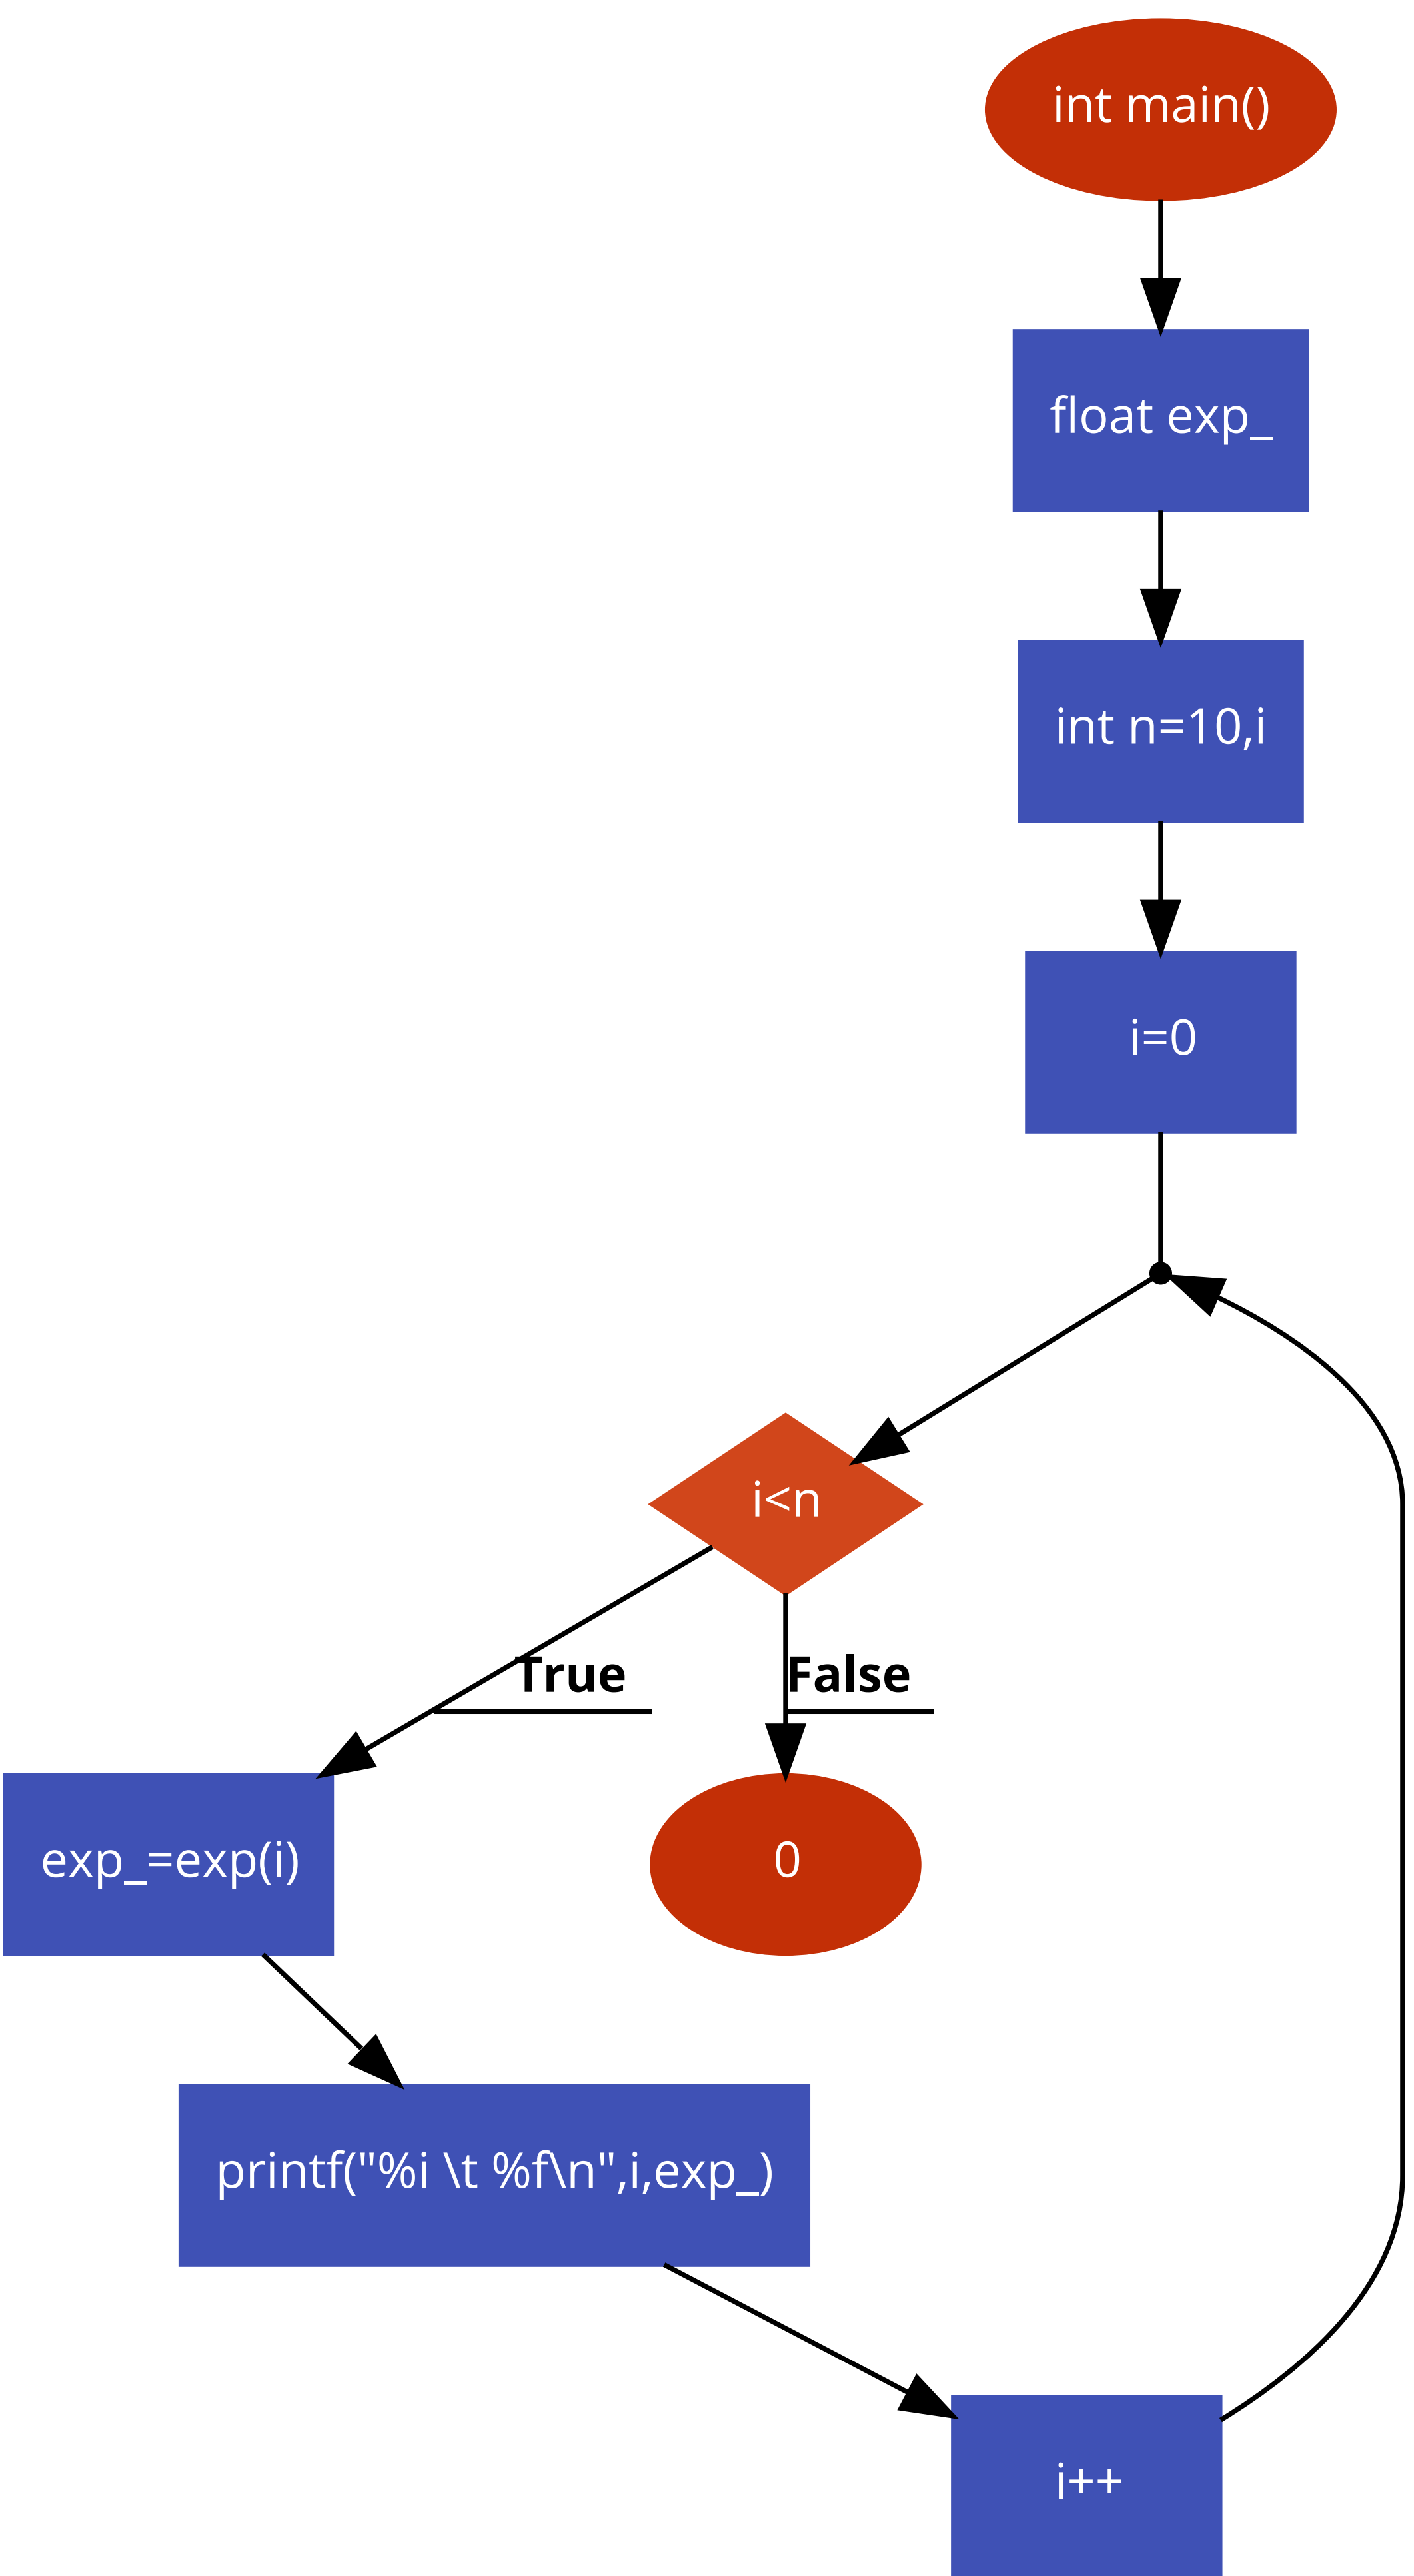 int main()
float exp_
int n=10,i
i=0
i<n
True
False
exp_=exp(i)
0
printf("%i \t %f\n",i,exp_)
i++